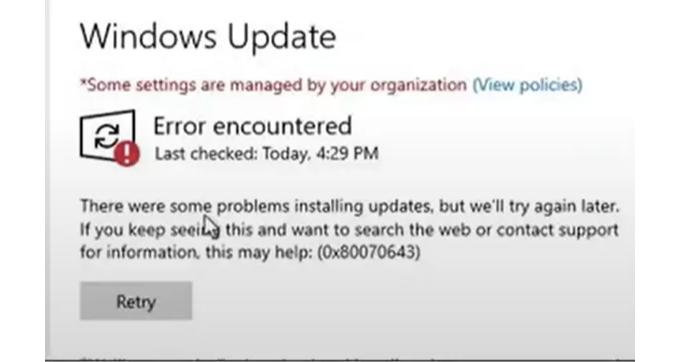 Windows Update
*Some settings are managed by your organization (View policies)
Error encountered
Last checked: Today, 4:29 PM
There were some problems installing updates, but we'll try again later.
If you keep seeing this and want to search the web or contact support
for information, this may help: (0x80070643)
Retry